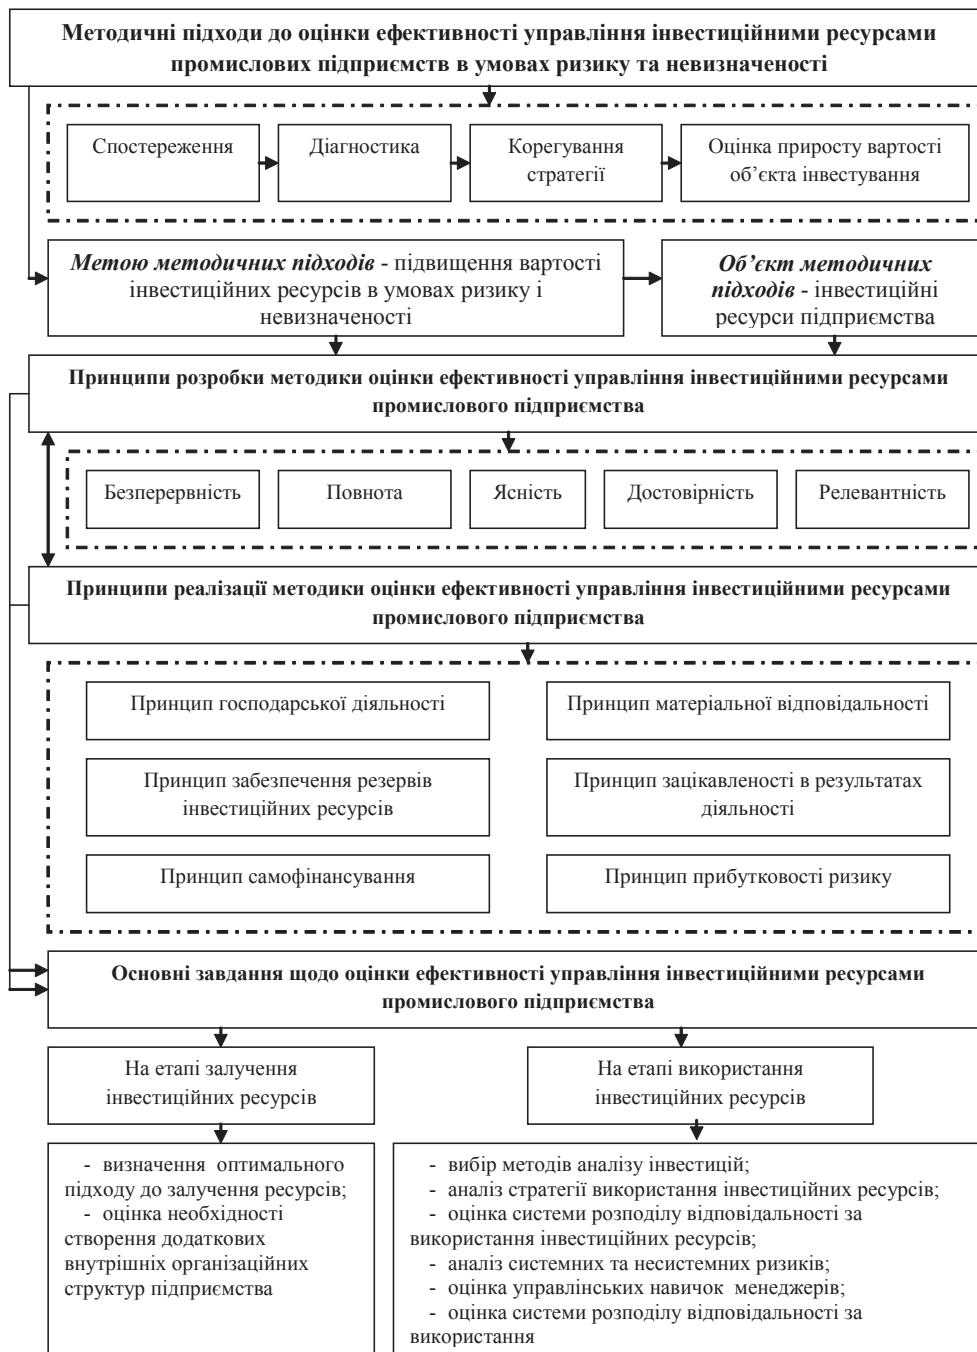 Методичні підходи до оцінки ефективності управління інвестиційними ресурсами
промислових підприємств в умовах ризику та невизначеності
Спостереження
Діагностика
Корегування
стратегії
Оцінка приросту вартості
об’єкта інвестування
Метою методичних підходів - підвищення вартості
інвестиційних ресурсів в умовах ризику і
невизначеності
Об’єкт методичних
підходів - інвестиційні
ресурси підприємства
Принципи розробки методики оцінки ефективності управління інвестиційними ресурсами
промислового підприємства
Безперервність
Повнота
Ясність
Достовірність
Релевантність
Принципи реалізації методики оцінки ефективності управління інвестиційними ресурсами
промислового підприємства
Принцип господарської діяльності
Принцип матеріальної відповідальності
Принцип забезпечення резервів
інвестиційних ресурсів
Принцип зацікавленості в результатах
діяльності
Принцип самофінансування
Принцип прибутковості ризику
Основні завдання щодо оцінки ефективності управління інвестиційними ресурсами
промислового підприємства
На етапі залучення
інвестиційних ресурсів
На етапі використання
інвестиційних ресурсів
- визначення оптимального
підходу до залучення ресурсів;
- оцінка необхідності
створення додаткових
внутрішніх організаційних
структур підприємства
- вибір методів аналізу інвестицій;
- аналіз стратегії використання інвестиційних ресурсів;
- оцінка системи розподілу відповідальності за
використання інвестиційних ресурсів;
- аналіз системних та несистемних ризиків;
- оцінка управлінських навичок менеджерів;
- оцінка системи розподілу відповідальності за
використання